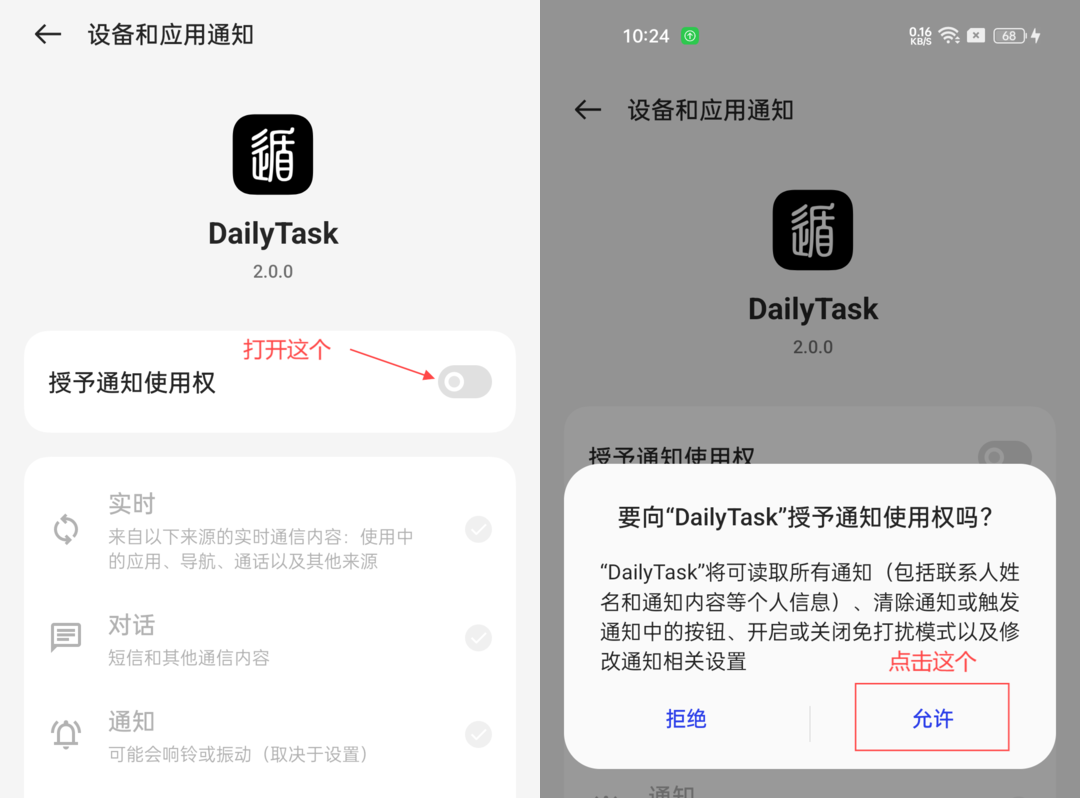 设备和应用通知
遁
DailyTask
2.0.0
打开这个
授予通知使用权
实时
来自以下来源的实时通信内容：使用中
的应用、导航、通话以及其他来源
对话
短信和其他通信内容
通知
可能会响铃或振动（取决于设置）
10:24
0.16
KB/S
68
设备和应用通知
遁
DailyTask
2.0.0
授予通知使用权
要向“DailyTask”授予通知使用权吗？
“DailyTask”将可读取所有通知（包括联系人姓
名和通知内容等个人信息）、清除通知或触发
通知中的按钮、开启或关闭免打扰模式以及修
改通知相关设置
点击这个
拒绝
允许
通知